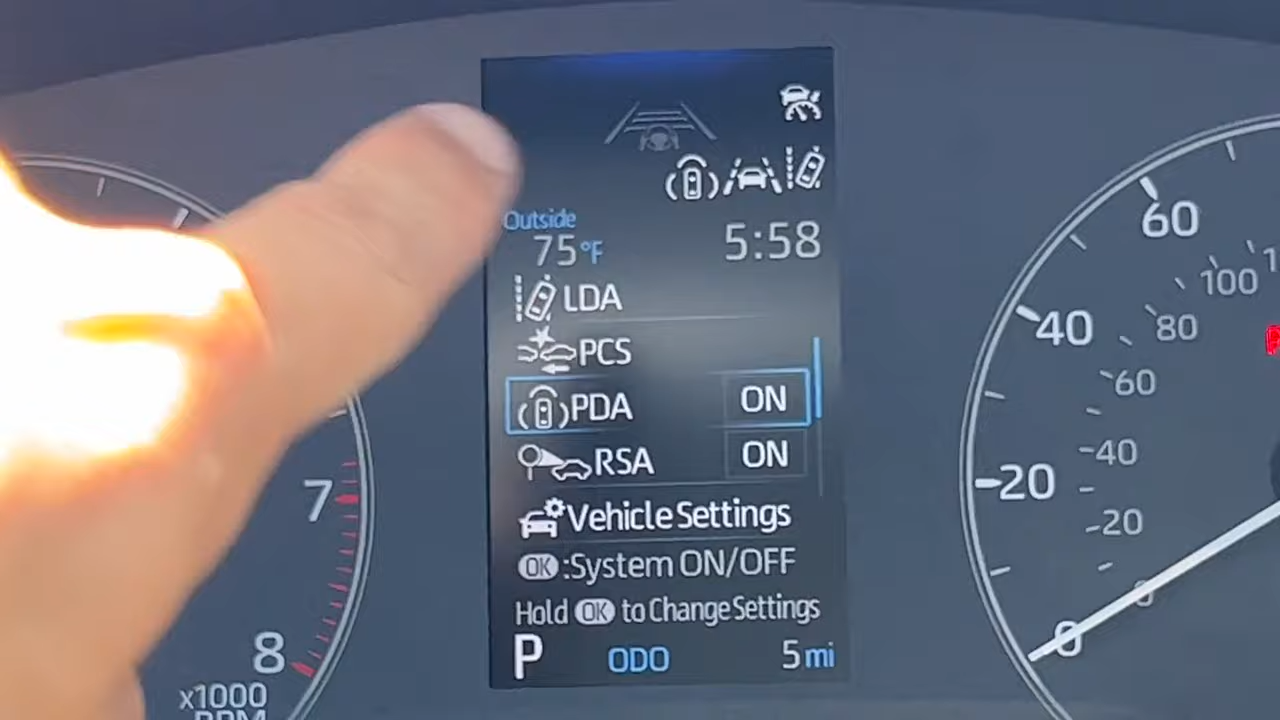 Outside
75°F 5:58
LDA
PCS
PDA ON
RSA ON
Vehicle Settings
OK :System ON/OFF
Hold OK to Change Settings
P ODO 5 mi
7
8
x1000
RPM
60
40
20
0
100
80
60
40
20